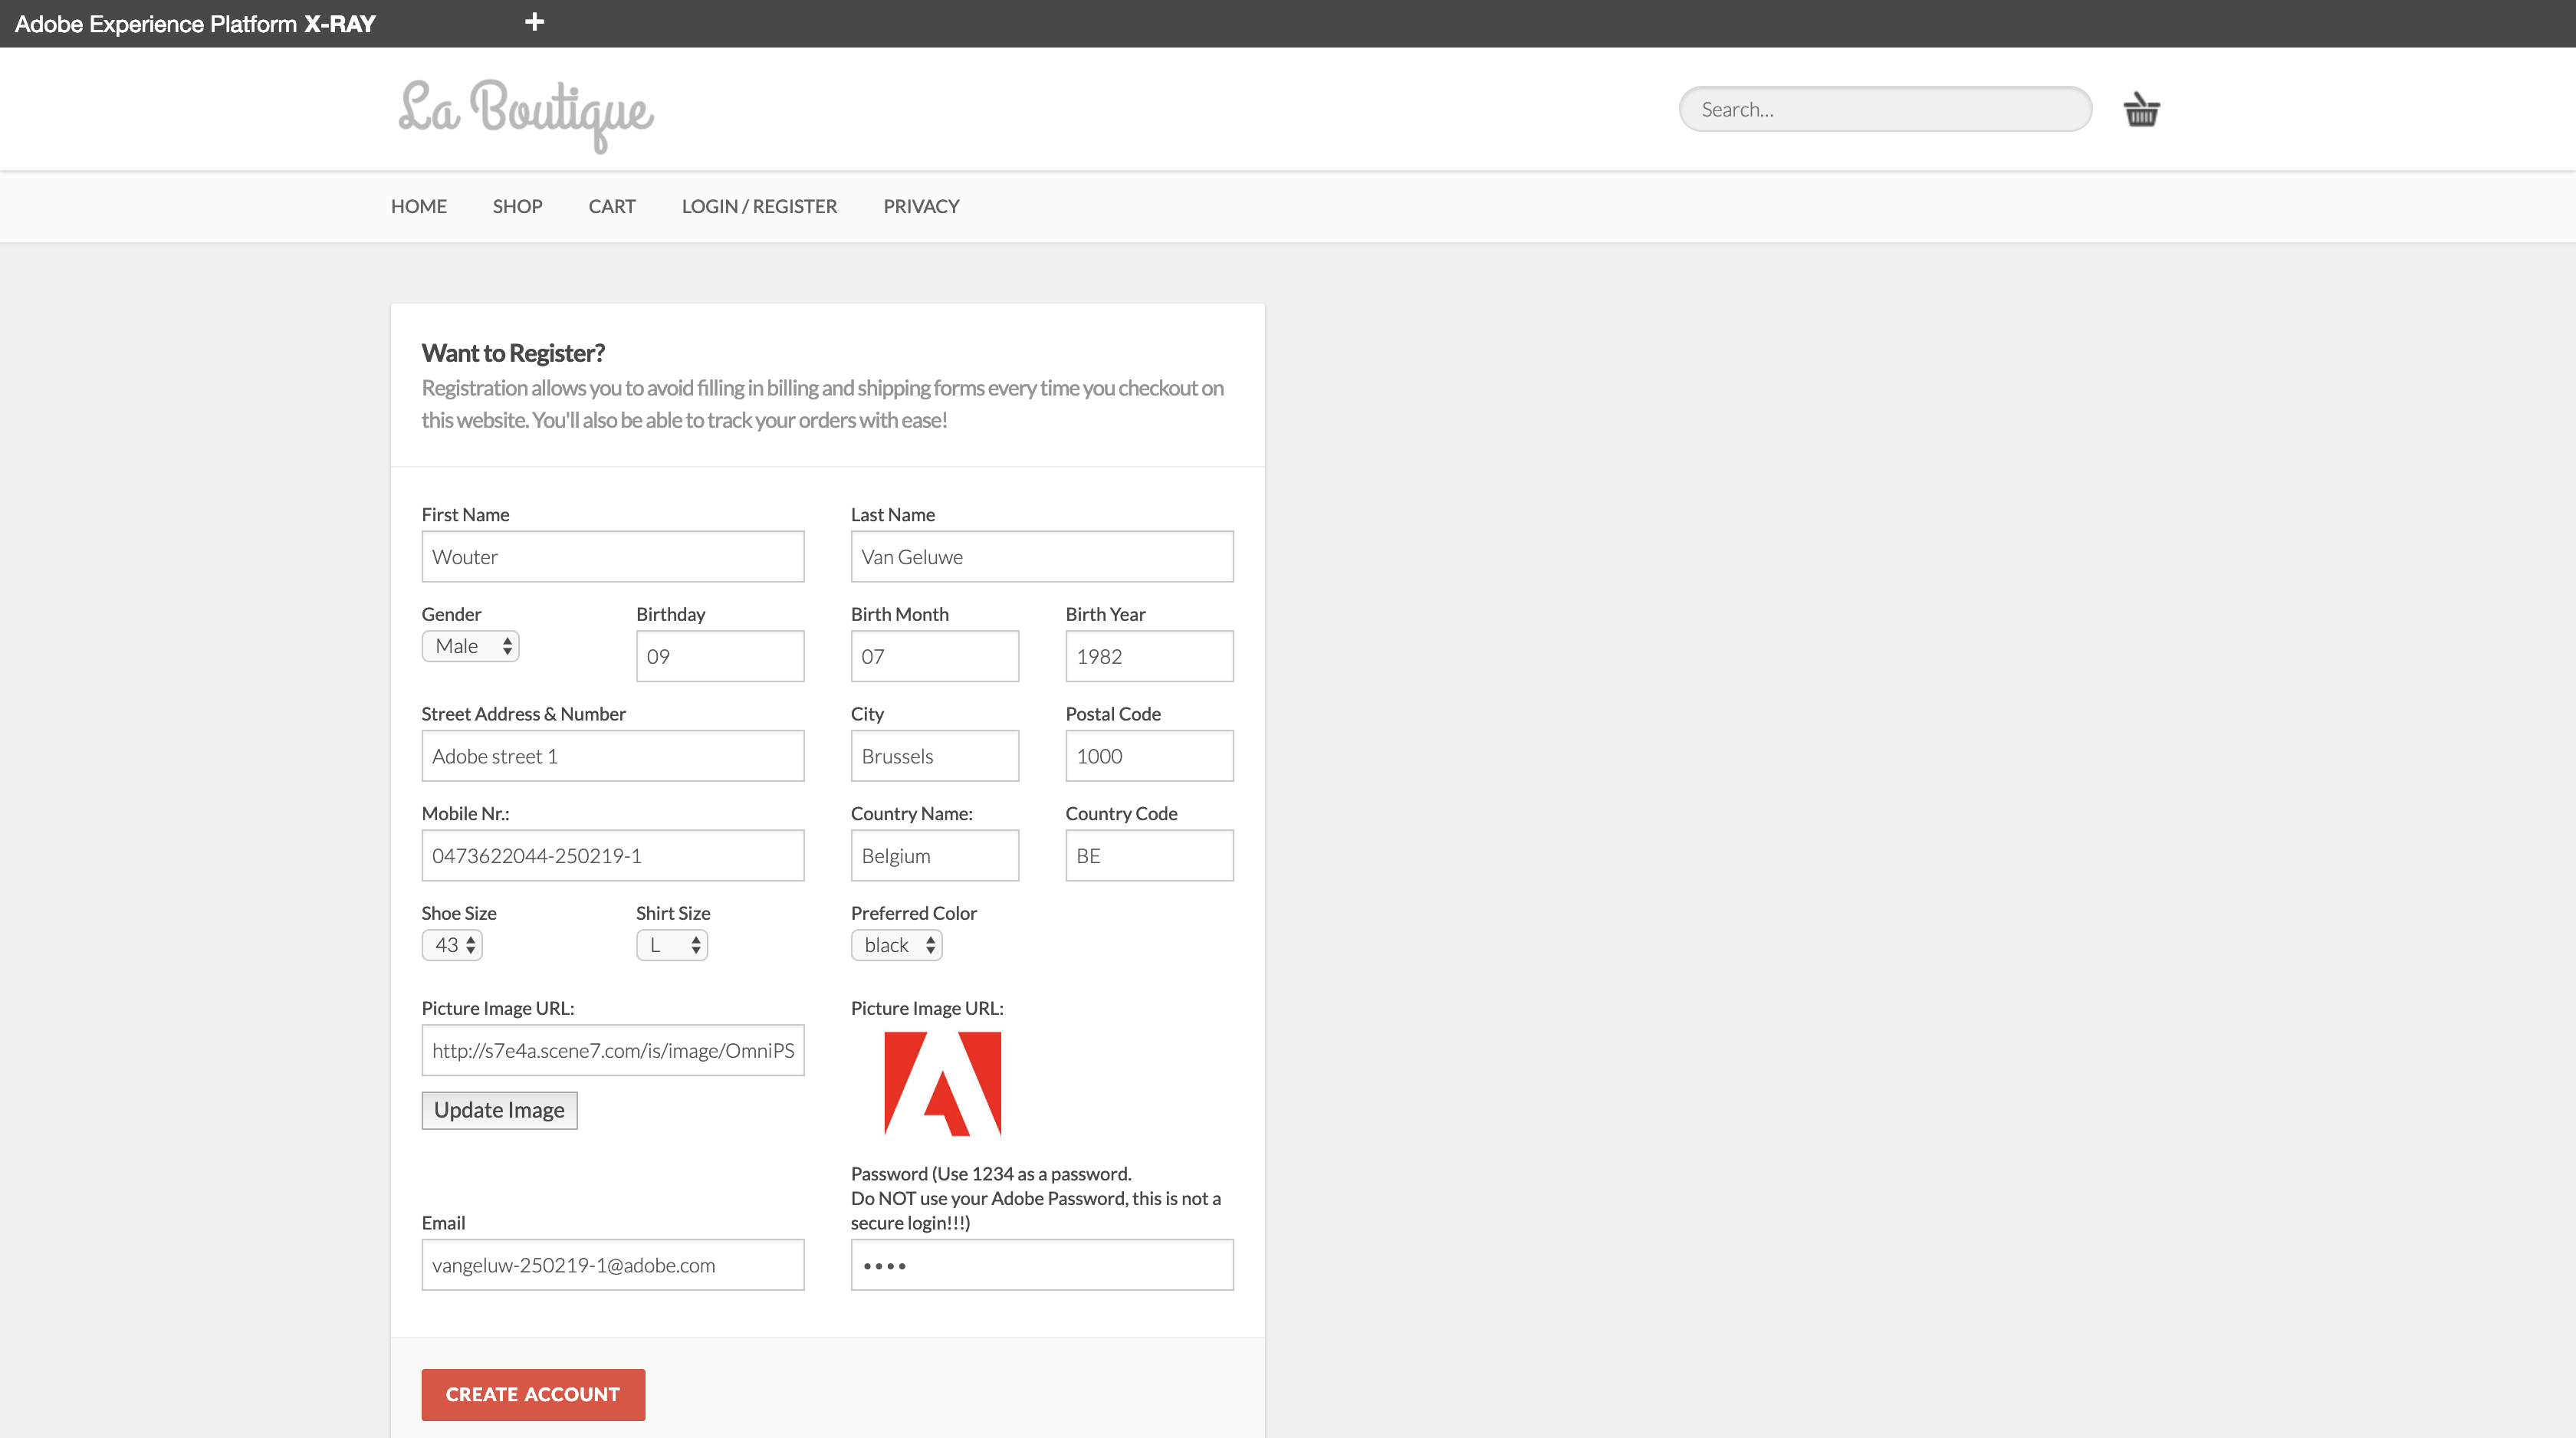 Adobe Experience Platform X-RAY +
La Boutique
Search...
HOME SHOP CART LOGIN / REGISTER PRIVACY
Want to Register?
Registration allows you to avoid filling in billing and shipping forms every time you checkout on
this website. You'll also be able to track your orders with ease!
First Name Last Name
Wouter Van Geluwe
Gender Birthday Birth Month Birth Year
Male 09 07 1982
Street Address & Number City Postal Code
Adobe street 1 Brussels 1000
Mobile Nr.: Country Name: Country Code
0473622044-250219-1 Belgium BE
Shoe Size Shirt Size Preferred Color
43 L black
Picture Image URL: Picture Image URL:
http://s7e4a.scene7.com/is/image/OmniPS
Update Image
Password (Use 1234 as a password.
Do NOT use your Adobe Password, this is not a
Email secure login!!!)
vangeluw-250219-1@adobe.com ••••
CREATE ACCOUNT